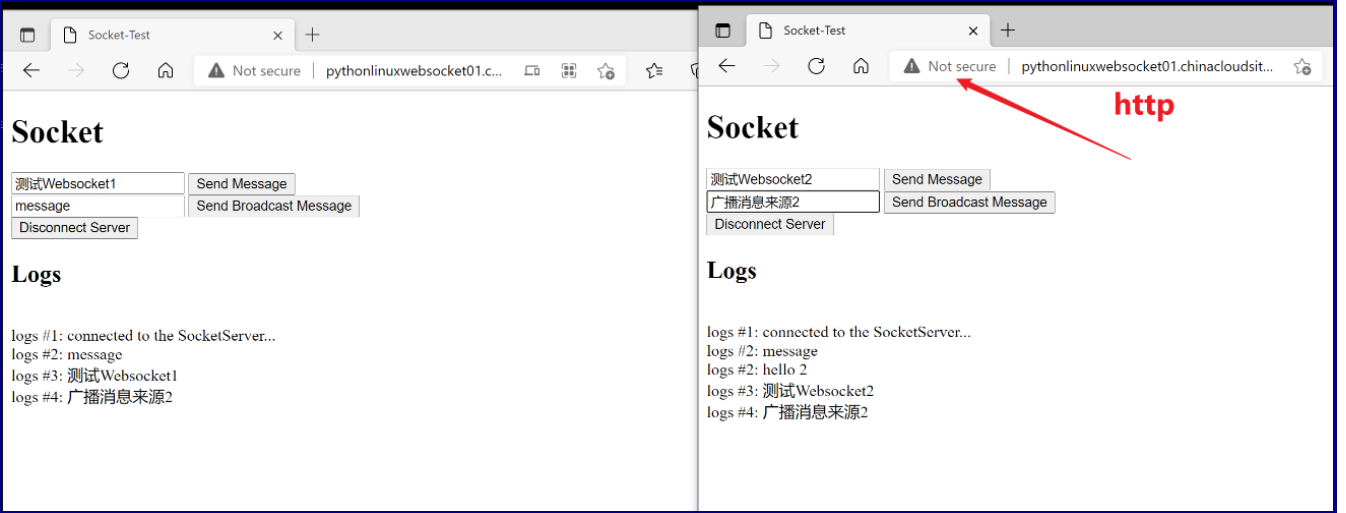 Socket-Test
Not secure | pythonlinuxwebsocket01.c...
Socket
测试Websocket1 Send Message
message Send Broadcast Message
Disconnect Server
Logs
logs #1: connected to the SocketServer...
logs #2: message
logs #3: 测试Websocket1
logs #4: 广播消息来源2
Socket-Test
Not secure | pythonlinuxwebsocket01.chinacloudsit...
http
Socket
测试Websocket2 Send Message
广播消息来源2 Send Broadcast Message
Disconnect Server
Logs
logs #1: connected to the SocketServer...
logs #2: message
logs #2: hello 2
logs #3: 测试Websocket2
logs #4: 广播消息来源2